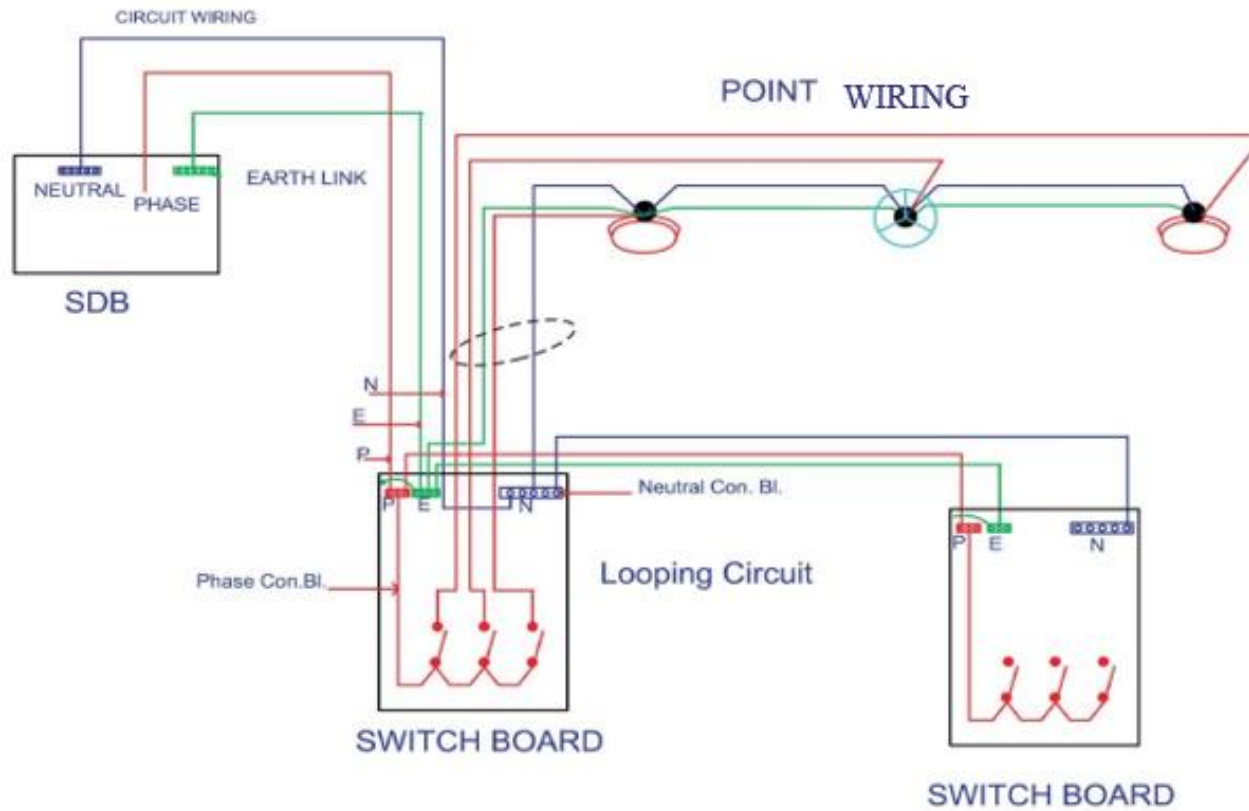 CIRCUIT WIRING
POINT WIRING
NEUTRAL
PHASE
EARTH LINK
SDB
N
E
P
P
E
N
Neutral Con. Bl.
Phase Con.Bl.
Looping Circuit
P
E
N
SWITCH BOARD
SWITCH BOARD